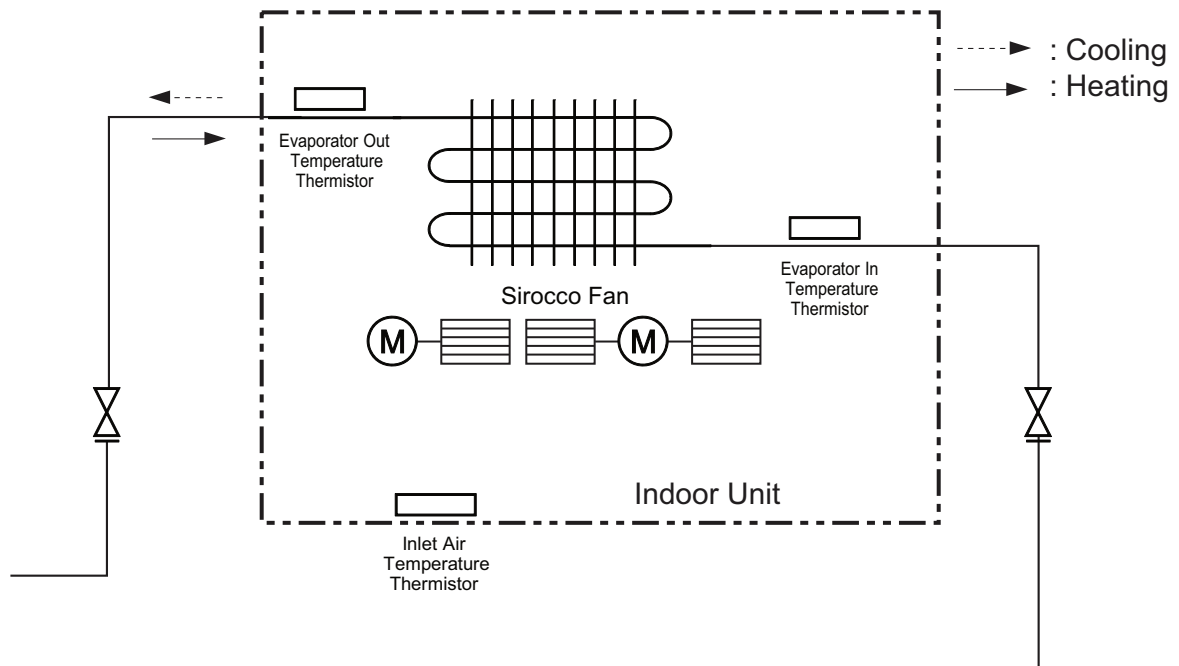 : Cooling
: Heating
Evaporator Out
Temperature
Thermistor
Evaporator In
Temperature
Thermistor
Sirocco Fan
M
M
Indoor Unit
Inlet Air
Temperature
Thermistor